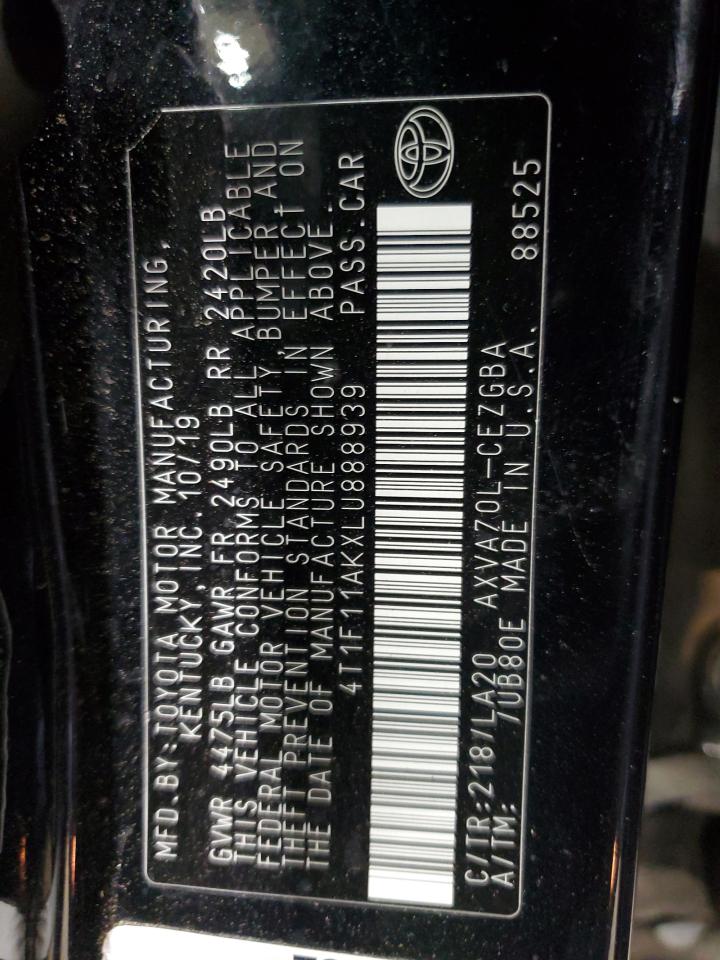 MFD.BY:TOYOTA MOTOR MANUFACTURING,
KENTUCKY, INC. 10/19
GVWR 4475LB GAWR FR 2490LB RR 2420LB
THIS VEHICLE CONFORMS TO ALL APPLICABLE
FEDERAL MOTOR VEHICLE SAFETY, BUMPER AND
THEFT PREVENTION STANDARDS IN EFFECT ON
THE DATE OF MANUFACTURE SHOWN ABOVE.
4T1F11AKXLU888939 PASS.CAR
C/TR:218/LA20 AXVA70L-CEZGBA
A/TM: /UB80E MADE IN U.S.A. 88525